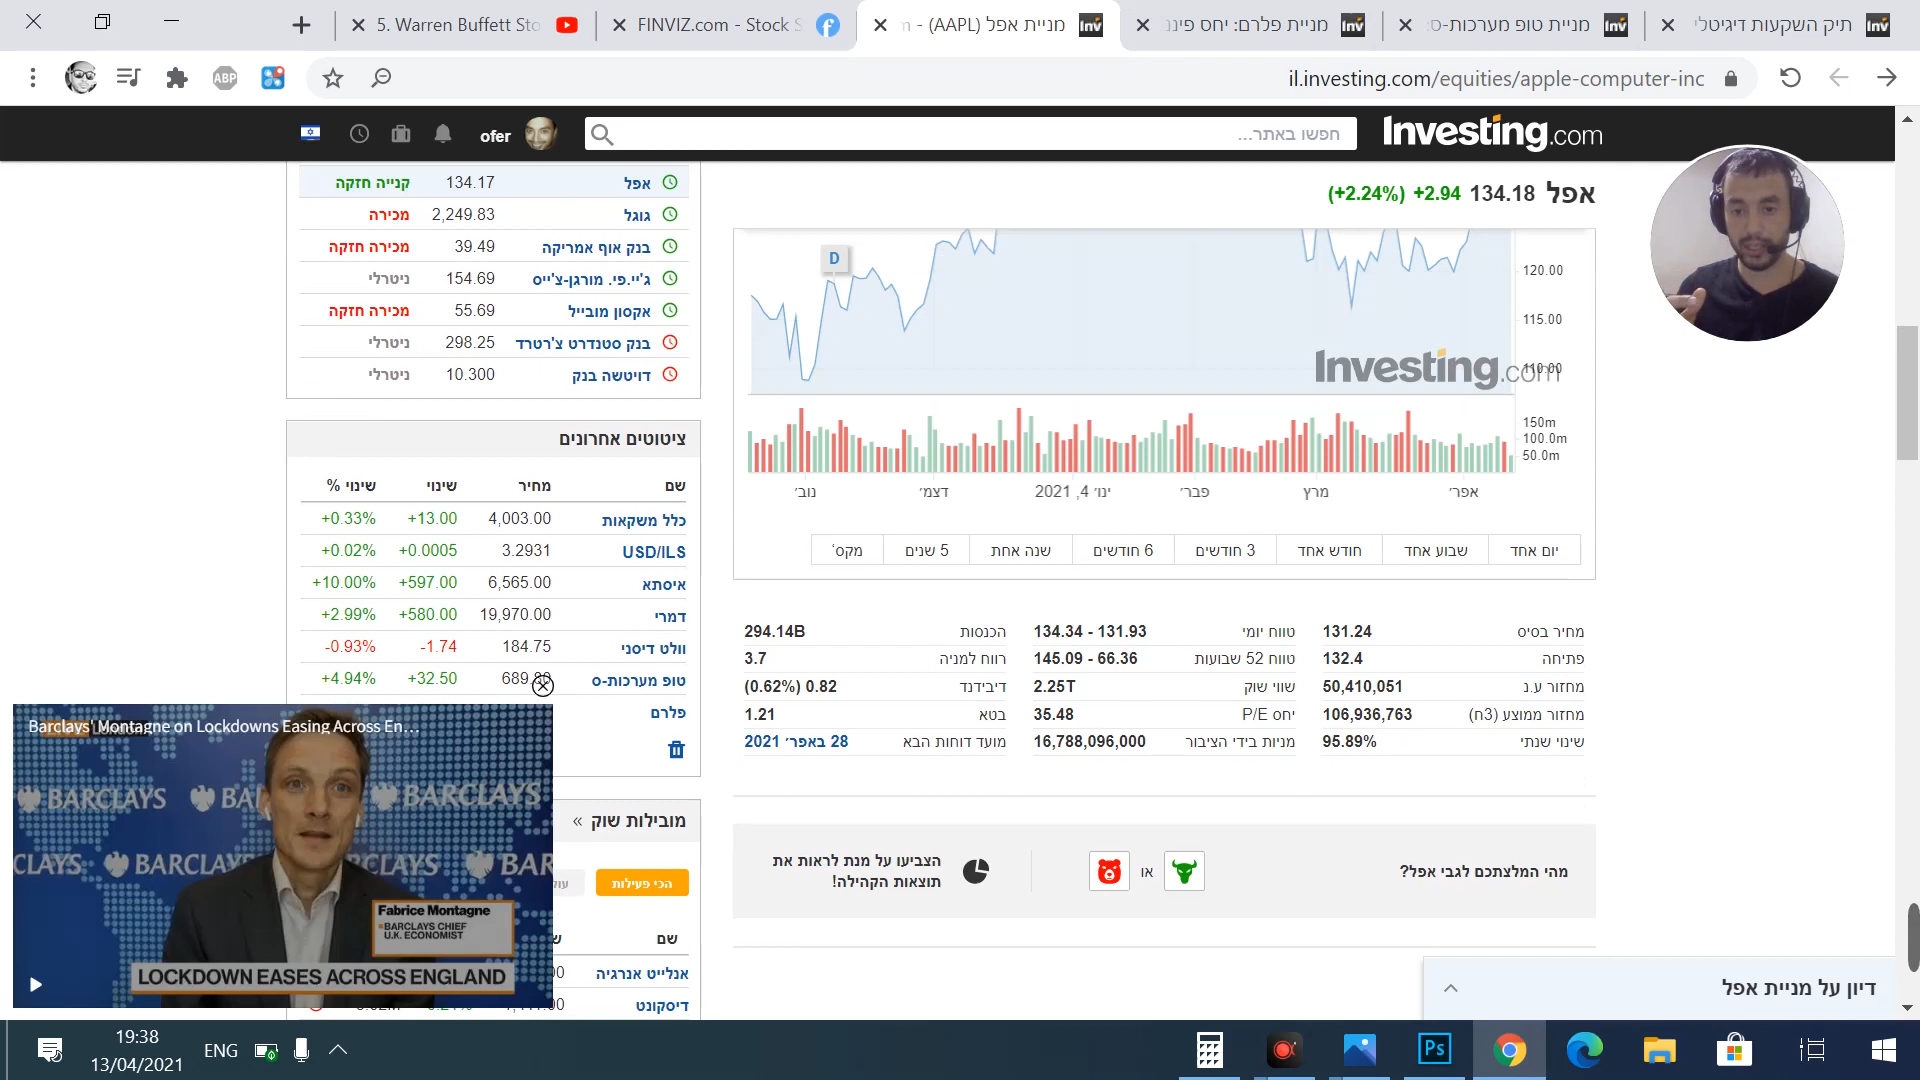 5. Warren Buffett Sto
FINVIZ.com - Stock S
מניית אפל (AAPL) -
מניית פלרם: יחס פיננ
מניית טופ מערכות-ס
תיק השקעות דיגיטלי
ABP
il.investing.com/equities/apple-computer-inc
ofer
חפשו באתר...
Investing.com
אפל 134.18 +2.94 (+2.24%)
אפל 134.17 קנייה חזקה
גוגל 2,249.83 מכירה
בנק אוף אמריקה 39.49 מכירה חזקה
ג'יי.פי. מורגן-צ'ייס 154.69 ניטרלי
אקסון מובייל 55.69 מכירה חזקה
בנק סטנדרט צ'רטרד 298.25 ניטרלי
דויטשה בנק 10.300 ניטרלי
D
120.00
115.00
110.00
Investing.com
150m
100.0m
50.0m
נוב׳ דצמ׳ ינו׳ 4, 2021 פבר׳ מרץ אפר׳
יום אחד שבוע אחד חודש אחד 3 חודשים 6 חודשים שנה אחת 5 שנים מקס׳
ציטוטים אחרונים
שם מחיר שינוי שינוי %
כלל משקאות 4,003.00 +13.00 +0.33%
USD/ILS 3.2931 +0.0005 +0.02%
איסתא 6,565.00 +597.00 +10.00%
דמרי 19,970.00 +580.00 +2.99%
וולט דיסני 184.75 -1.74 -0.93%
טופ מערכות-ס +32.50 +4.94%
פלרם
מחיר בסיס 131.24 טווח יומי 131.93 - 134.34 הכנסות 294.14B
פתיחה 132.4 טווח 52 שבועות 66.36 - 145.09 רווח למניה 3.7
מחזור ע.נ 50,410,051 שווי שוק 2.25T דיבידנד 0.82 (0.62%)
מחזור ממוצע (3ח) 106,936,763 יחס P/E 35.48 בטא 1.21
שינוי שנתי 95.89% מניות בידי הציבור 16,788,096,000 מועד דוחות הבא 28 באפר׳ 2021
מהי המלצתכם לגבי אפל?
או
הצביעו על מנת לראות את
תוצאות הקהילה!
מובילות שוק »
הכי פעילות
שם
אנלייט אנרגיה
דיסקונט
Barclays' Montagne on Lockdowns Easing Across En...
BARCLAYS
BARCLAYS
BARCLAYS
Fabrice Montagne
BARCLAYS CHIEF
U.K. ECONOMIST
LOCKDOWN EASES ACROSS ENGLAND
דיון על מניית אפל
19:38
13/04/2021
ENG
Ps